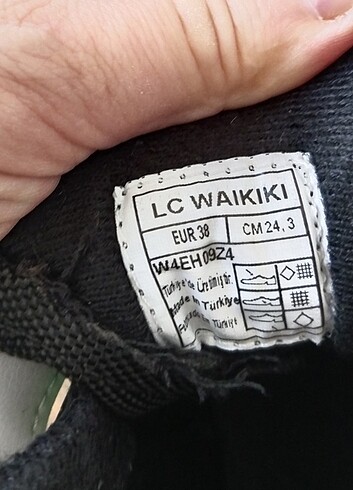 LC WAIKIKI
EUR 38 CM 24,3
W4EH09Z4
Türkiye'de Üretilmiştir.
Made in Türkiye
Türkiye